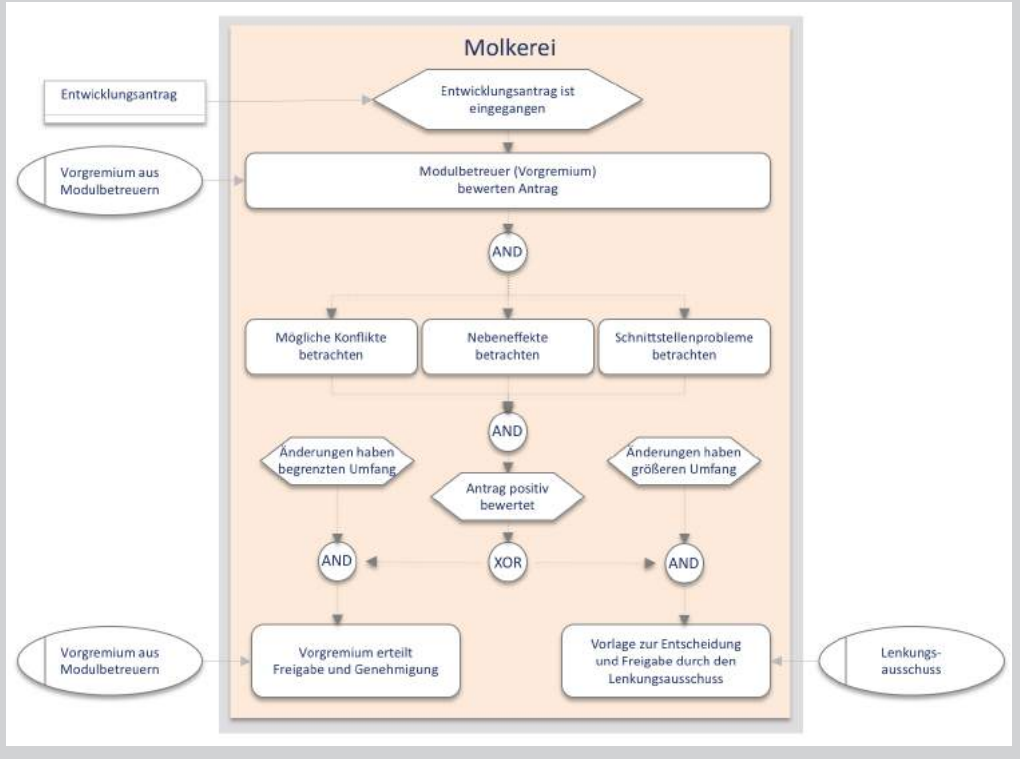 Molkerei
Entwicklungsantrag
Entwicklungsantrag ist
eingegangen
Vorgremium aus
Modulbetreuern
Modulbetreuer (Vorgremium)
bewerten Antrag
AND
Mögliche Konflikte
betrachten
Nebeneffekte
betrachten
Schnittstellenprobleme
betrachten
AND
Änderungen haben
begrenzten Umfang
Antrag positiv
bewertet
Änderungen haben
größeren Umfang
AND
XOR
AND
Vorgremium aus
Modulbetreuern
Vorgremium erteilt
Freigabe und Genehmigung
Vorlage zur Entscheidung
und Freigabe durch den
Lenkungsausschuss
Lenkungs-
ausschuss